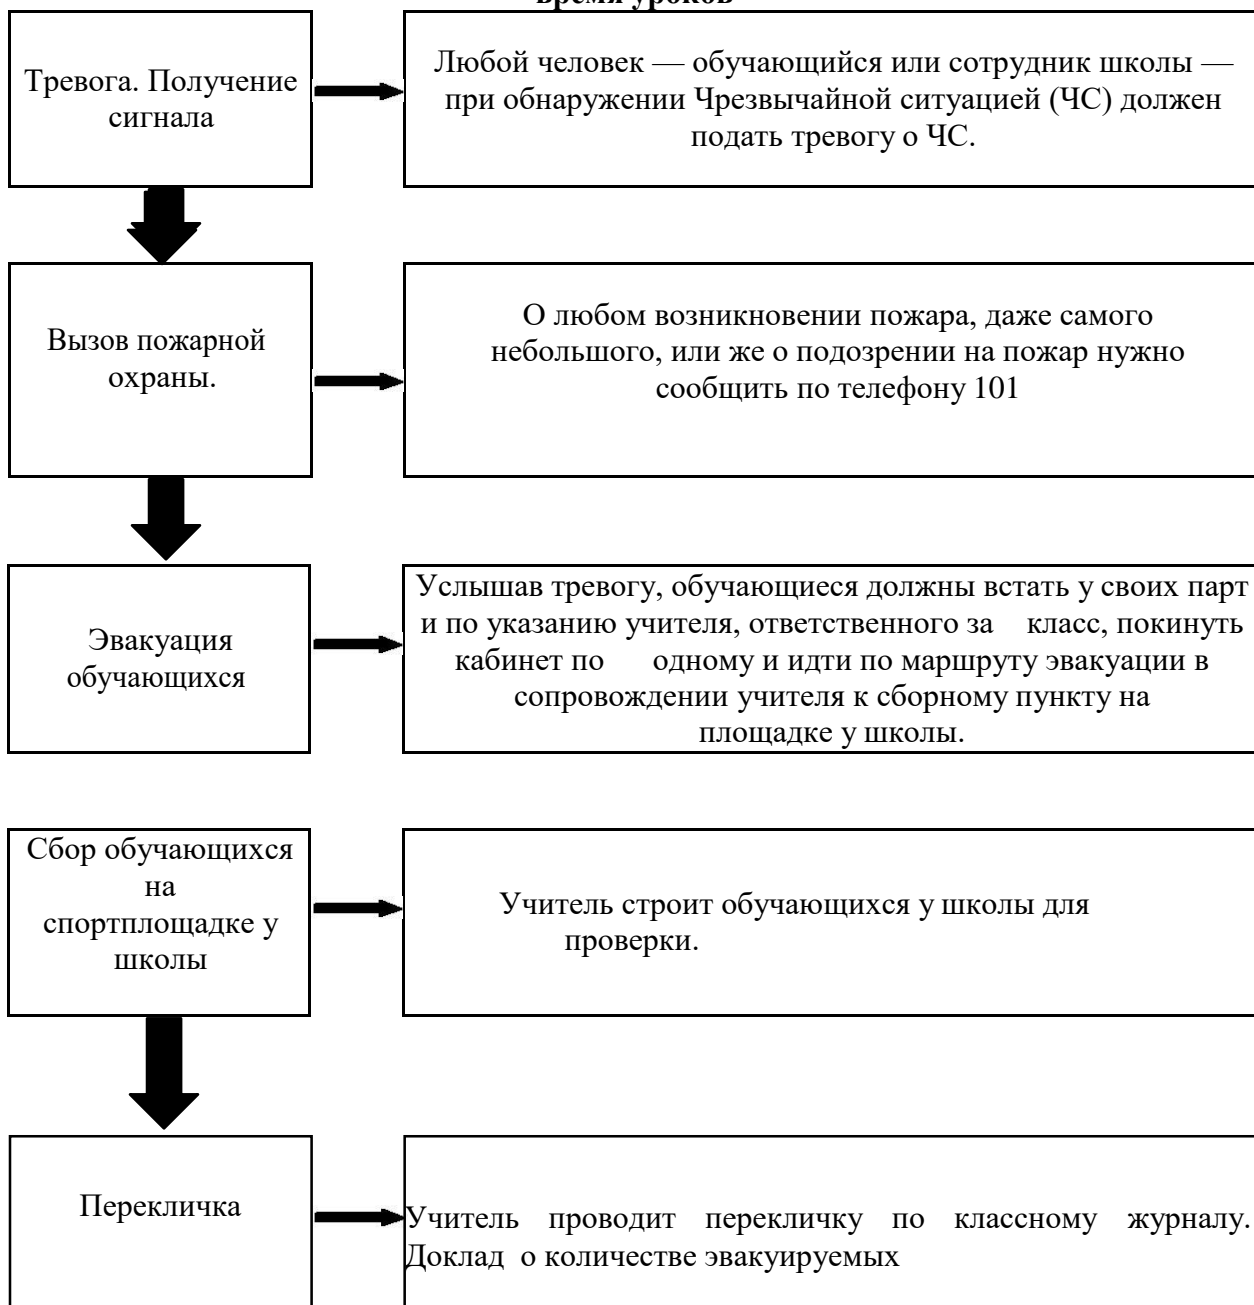 время уроков
Тревога. Получение
сигнала
Любой человек — обучающийся или сотрудник школы —
при обнаружении Чрезвычайной ситуацией (ЧС) должен
подать тревогу о ЧС.
Вызов пожарной
охраны.
О любом возникновении пожара, даже самого
небольшого, или же о подозрении на пожар нужно
сообщить по телефону 101
Эвакуация
обучающихся
Услышав тревогу, обучающиеся должны встать у своих парт
и по указанию учителя, ответственного за класс, покинуть
кабинет по одному и идти по маршруту эвакуации в
сопровождении учителя к сборному пункту на
площадке у школы.
Сбор обучающихся
на
спортплощадке у
школы
Учитель строит обучающихся у школы для
проверки.
Перекличка
Учитель проводит перекличку по классному журналу.
Доклад о количестве эвакуируемых